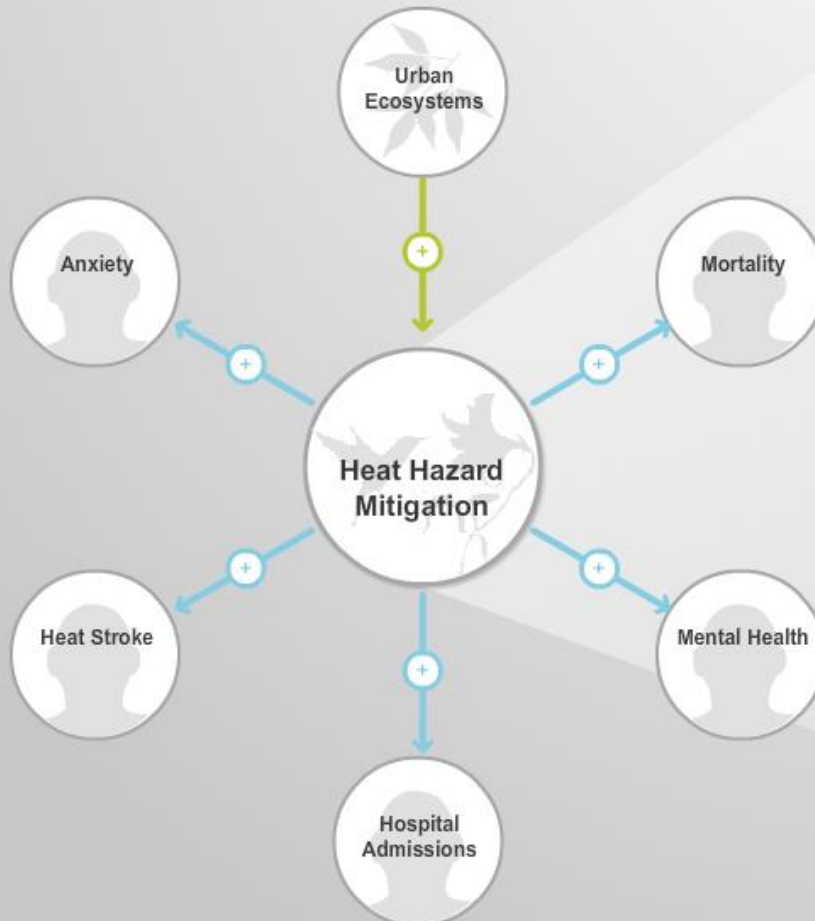 Urban
Ecosystems
+
Anxiety
Mortality
+
+
Heat Hazard
Mitigation
+
+
Heat Stroke
Mental Health
+
Hospital
Admissions